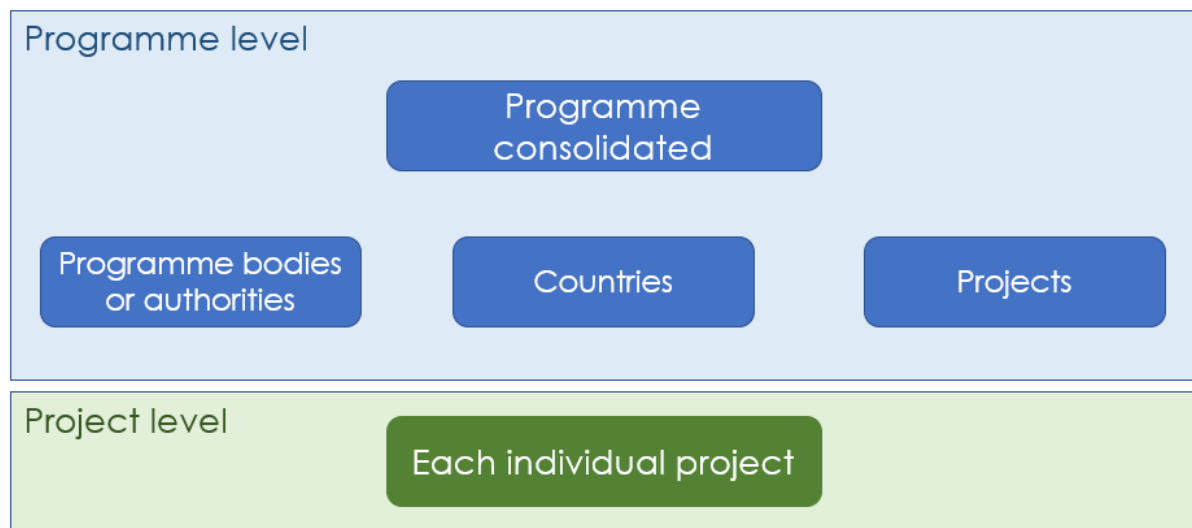 Programme level
Programme
consolidated
Programme bodies
or authorities
Countries
Projects
Project level
Each individual project